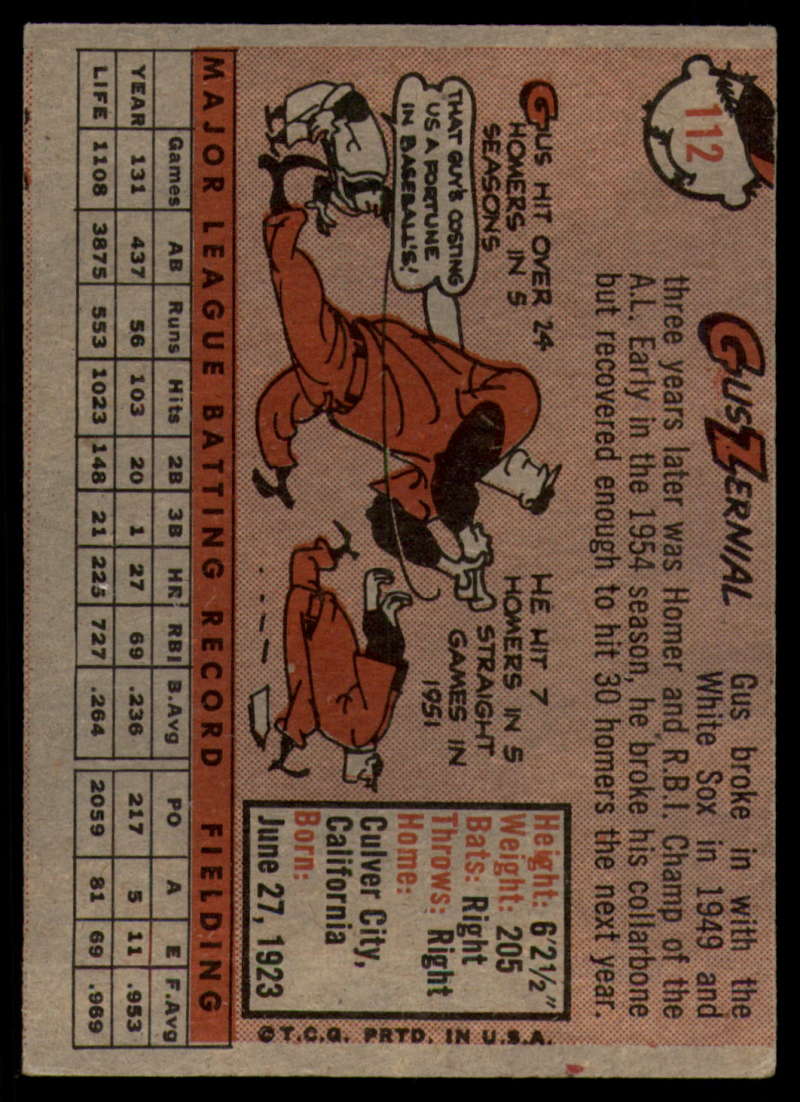 112
GUS ZERNIAL
Gus broke in with the
White Sox in 1949 and
three years later was Homer and R.B.I. Champ of the
A.L. Early in the 1954 season, he broke his collarbone
but recovered enough to hit 30 homers the next year.
GUS HIT OVER 24
HOMERS IN 5
SEASONS
THAT GUY'S COSTING
US A FORTUNE
IN BASEBALL'S!
HE HIT 7
HOMERS IN 5
STRAIGHT
GAMES IN
1951
Height: 6'2½"
Weight: 205
Bats: Right
Throws: Right
Home:
Culver City,
California
Born:
June 27, 1923
© T.C.G. PRTD. IN U.S.A.
MAJOR LEAGUE BATTING RECORD FIELDING
Games AB Runs Hits 2B 3B HR RBI B.Avg PO A E F.Avg
YEAR 131 437 56 103 20 1 27 69 .236 217 5 11 .953
LIFE 1108 3875 553 1023 148 21 225 727 .264 2059 81 69 .969